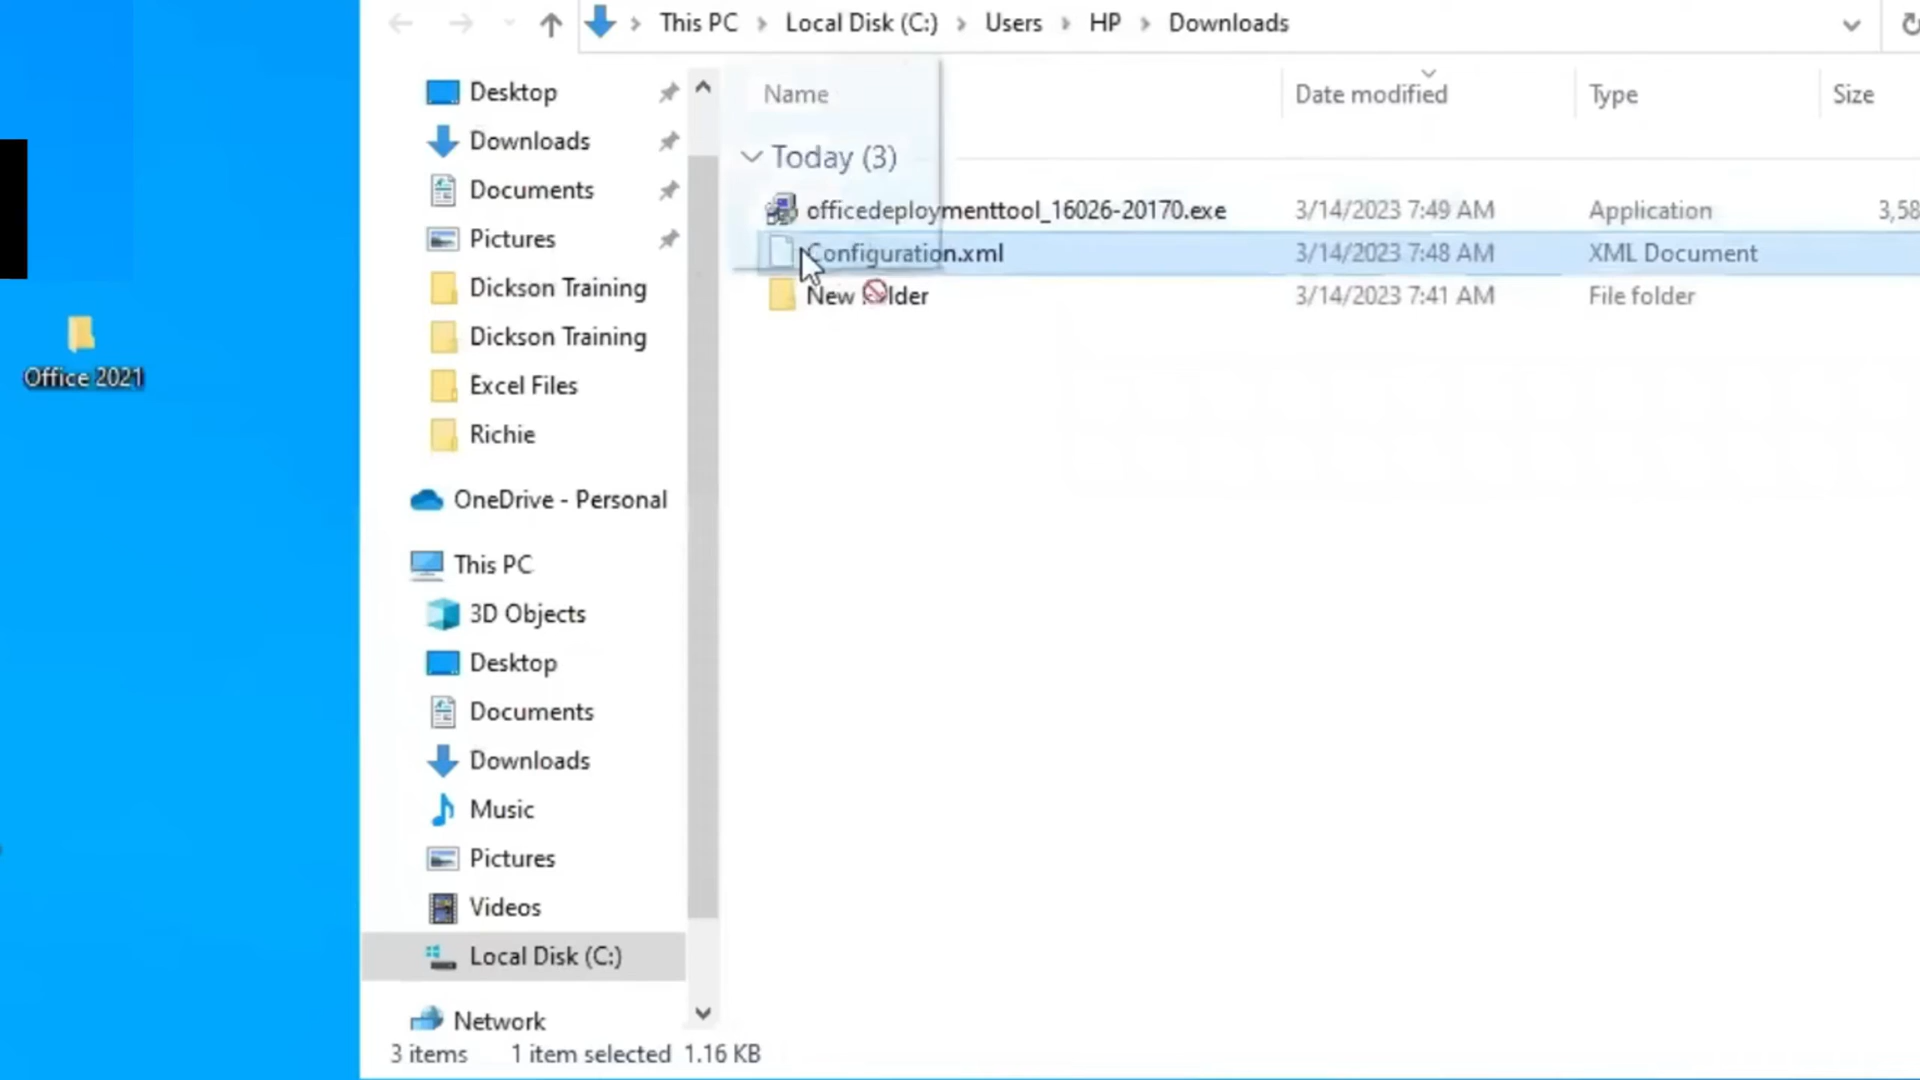 This PC > Local Disk (C:) > Users > HP > Downloads
Office 2021
Desktop
Downloads
Documents
Pictures
Dickson Training
Dickson Training
Excel Files
Richie
OneDrive - Personal
This PC
3D Objects
Desktop
Documents
Downloads
Music
Pictures
Videos
Local Disk (C:)
Network
Name Date modified Type Size
Today (3)
officedeploymenttool_16026-20170.exe 3/14/2023 7:49 AM Application 3,58
Configuration.xml 3/14/2023 7:48 AM XML Document
New 3/14/2023 7:41 AM File folder
3 items 1 item selected 1.16 KB